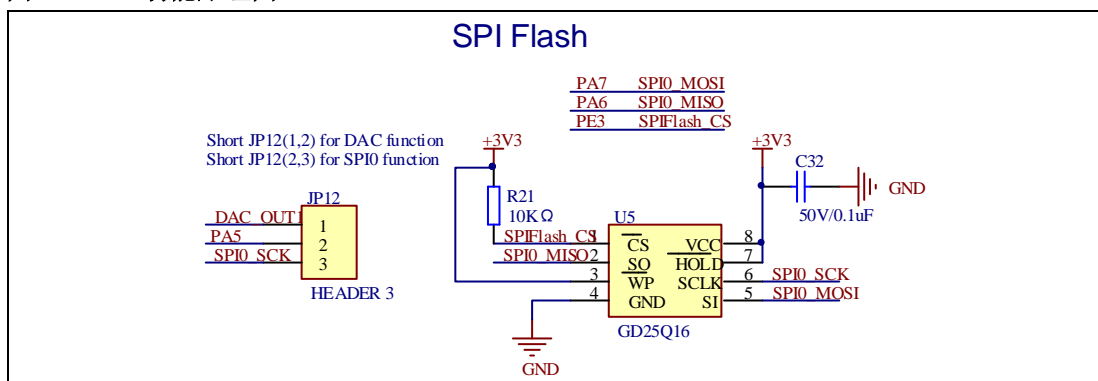 SPI Flash
PA7 SPI0_MOSI
PA6 SPI0_MISO
PE3 SPIFlash_CS
Short JP12(1,2) for DAC function
Short JP12(2,3) for SPI0 function
+3V3
+3V3
C32
GND
50V/0.1uF
R21
10KΩ
JP12
DAC_OUT1
1
PA5
2
SPI0_SCK
3
HEADER 3
U5
SPIFlash_CS 1 CS VCC 8
SPI0_MISO 2 SO HOLD 7
3 WP SCLK 6 SPI0_SCK
4 GND SI 5 SPI0_MOSI
GD25Q16
GND